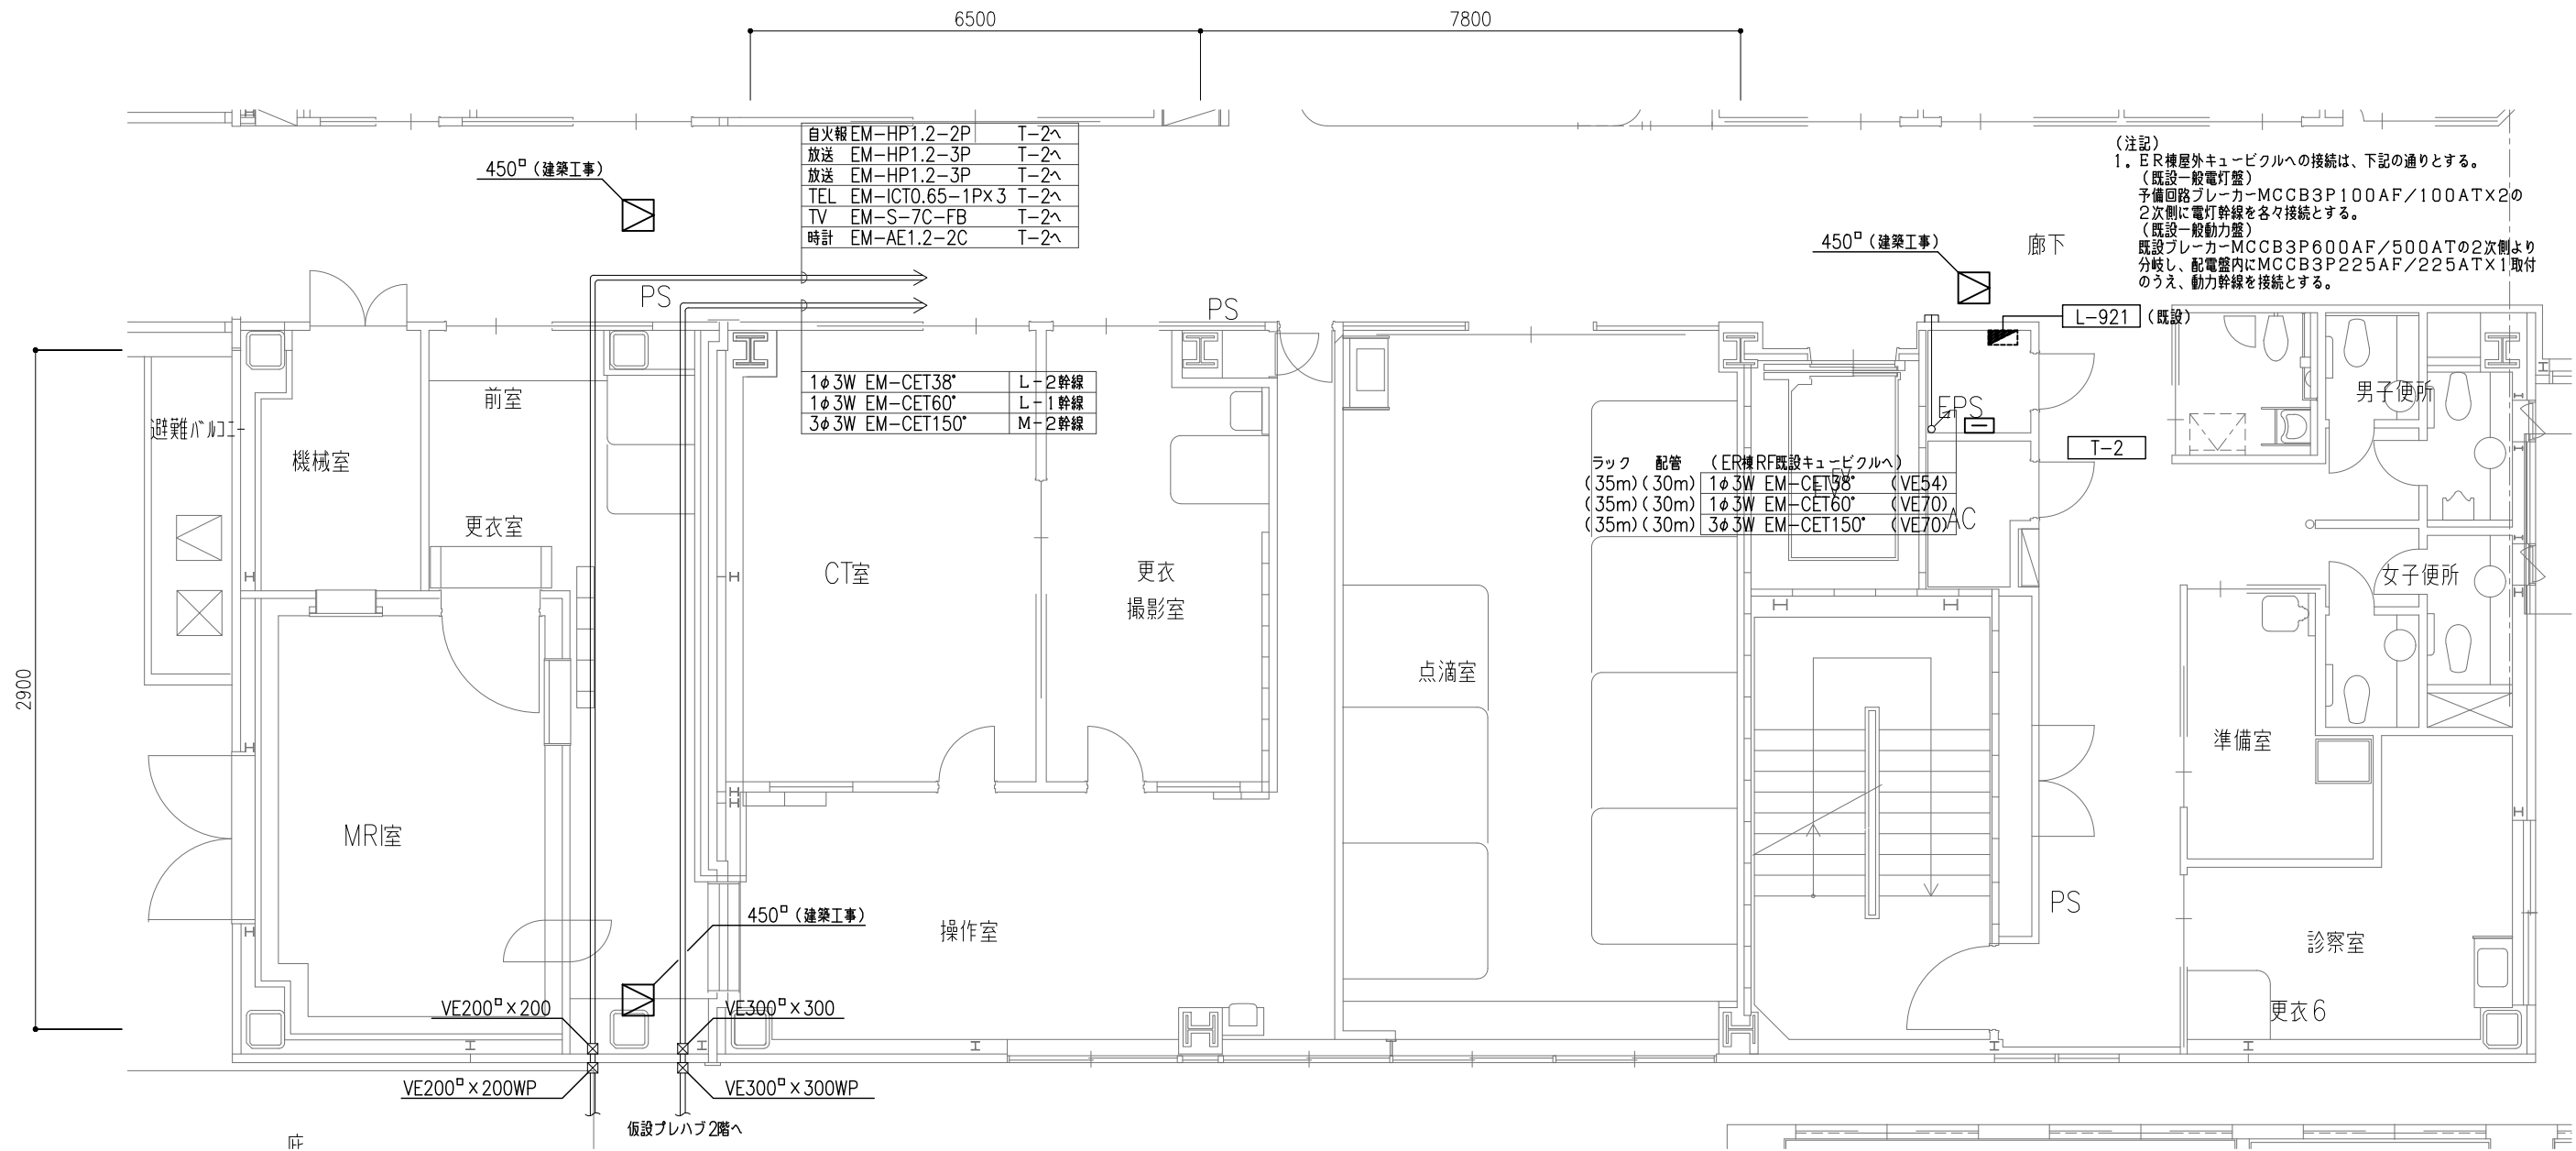 6500
7800
自火報 EM-HP1.2-2P T-2へ
放送 EM-HP1.2-3P T-2へ
放送 EM-HP1.2-3P T-2へ
TEL EM-ICT0.65-1P×3 T-2へ
TV EM-S-7C-FB T-2へ
時計 EM-AE1.2-2C T-2へ
450□(建築工事)
(注記)
1。ER棟屋外キュービクルへの接続は、下記の通りとする。
(既設一般電灯盤)
予備回路ブレーカーMCCB3P100AF/100AT×2の
2次側に電灯幹線を各々接続とする。
(既設一般動力盤)
既設ブレーカーMCCB3P600AF/500ATの2次側より
分岐し、配電盤内にMCCB3P225AF/225AT×1取付
のうえ、動力幹線を接続とする。
450□(建築工事)
廊下
PS
PS
L-921 (既設)
1φ3W EM-CET38° L-2幹線
1φ3W EM-CET60° L-1幹線
3φ3W EM-CET150° M-2幹線
前室
避難バルコニー
機械室
更衣室
男子便所
EPS
T-2
ラック 配管 (ER棟RF既設キュービクルへ)
(35m)(30m) 1φ3W EM-CET38° (VE54)
(35m)(30m) 1φ3W EM-CET60° (VE70)
(35m)(30m) 3φ3W EM-CET150° (VE70)
EV
AC
CT室
更衣
撮影室
女子便所
点滴室
2900
準備室
MRI室
PS
450□(建築工事)
操作室
診察室
VE200□×200
VE300□×300
更衣6
VE200□×200WP
VE300□×300WP
仮設プレハブ2階へ